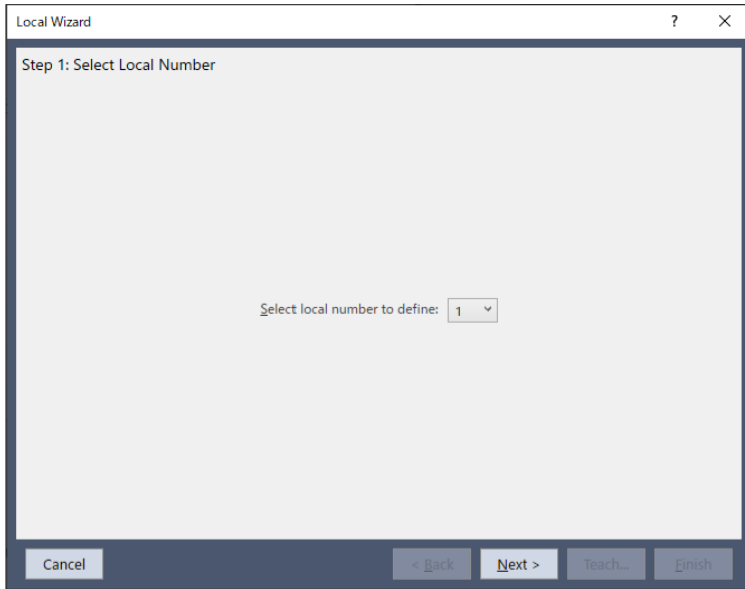 Local Wizard ? ×
Step 1: Select Local Number
Select local number to define: 1
Cancel < Back Next > Teach... Finish